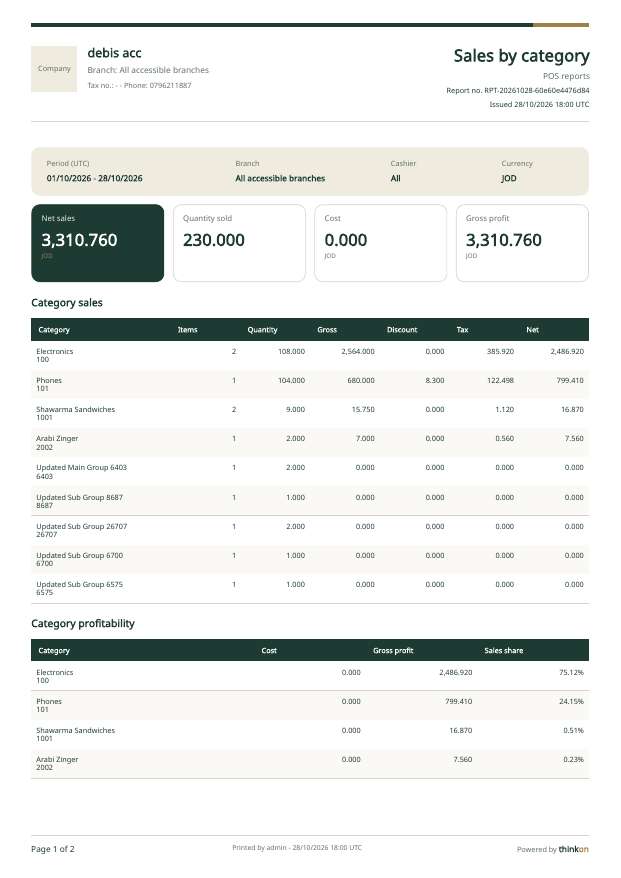 Company
debis acc
Branch: All accessible branches
Tax no.: - - Phone: 0796211887
Sales by category
POS reports
Report no. RPT-20261028-60e60e4476d84
Issued 28/10/2026 18:00 UTC
Period (UTC) Branch Cashier Currency
01/10/2026 - 28/10/2026 All accessible branches All JOD
Net sales Quantity sold Cost Gross profit
3,310.760 230.000 0.000 3,310.760
JOD JOD JOD
Category sales
Category Items Quantity Gross Discount Tax Net
Electronics 2 108.000 2,564.000 0.000 385.920 2,486.920
100
Phones 1 104.000 680.000 8.300 122.498 799.410
101
Shawarma Sandwiches 2 9.000 15.750 0.000 1.120 16.870
1001
Arabi Zinger 1 2.000 7.000 0.000 0.560 7.560
2002
Updated Main Group 6403 1 2.000 0.000 0.000 0.000 0.000
6403
Updated Sub Group 8687 1 1.000 0.000 0.000 0.000 0.000
8687
Updated Sub Group 26707 1 2.000 0.000 0.000 0.000 0.000
26707
Updated Sub Group 6700 1 1.000 0.000 0.000 0.000 0.000
6700
Updated Sub Group 6575 1 1.000 0.000 0.000 0.000 0.000
6575
Category profitability
Category Cost Gross profit Sales share
Electronics 0.000 2,486.920 75.12%
100
Phones 0.000 799.410 24.15%
101
Shawarma Sandwiches 0.000 16.870 0.51%
1001
Arabi Zinger 0.000 7.560 0.23%
2002
Page 1 of 2 Printed by admin - 28/10/2026 18:00 UTC Powered by thinkon